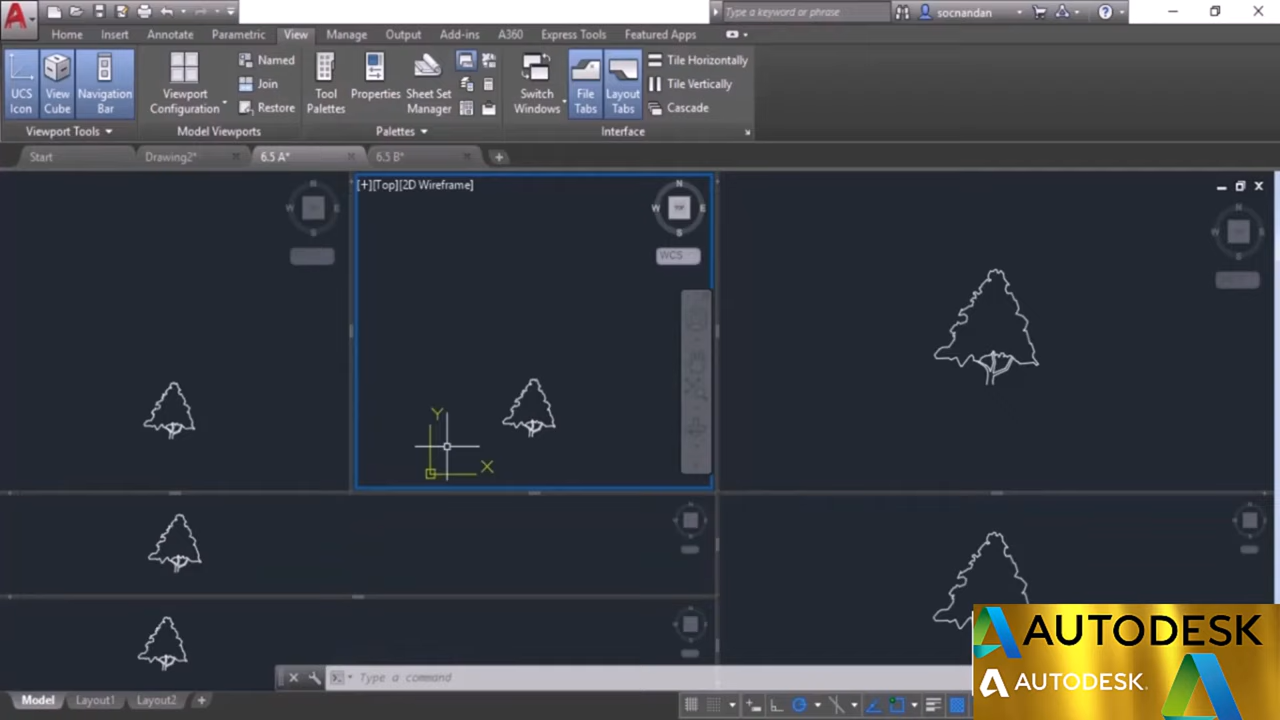 Type a keyword or phrase
socnandan
Home Insert Annotate Parametric View Manage Output Add-ins A360 Express Tools Featured Apps
UCS Icon
View Cube
Navigation Bar
Viewport Configuration
Named
Join
Restore
Tool Palettes
Properties
Sheet Set Manager
Switch Windows
File Tabs
Layout Tabs
Tile Horizontally
Tile Vertically
Cascade
Viewport Tools
Model Viewports
Palettes
Interface
Start
Drawing2*
6.5 A*
6.5 B*
[+][Top][2D Wireframe]
N
W
E
S
TOP
WCS
N
W
E
S
Y
X
Type a command
AUTODESK
AUTODESK.
Model Layout1 Layout2